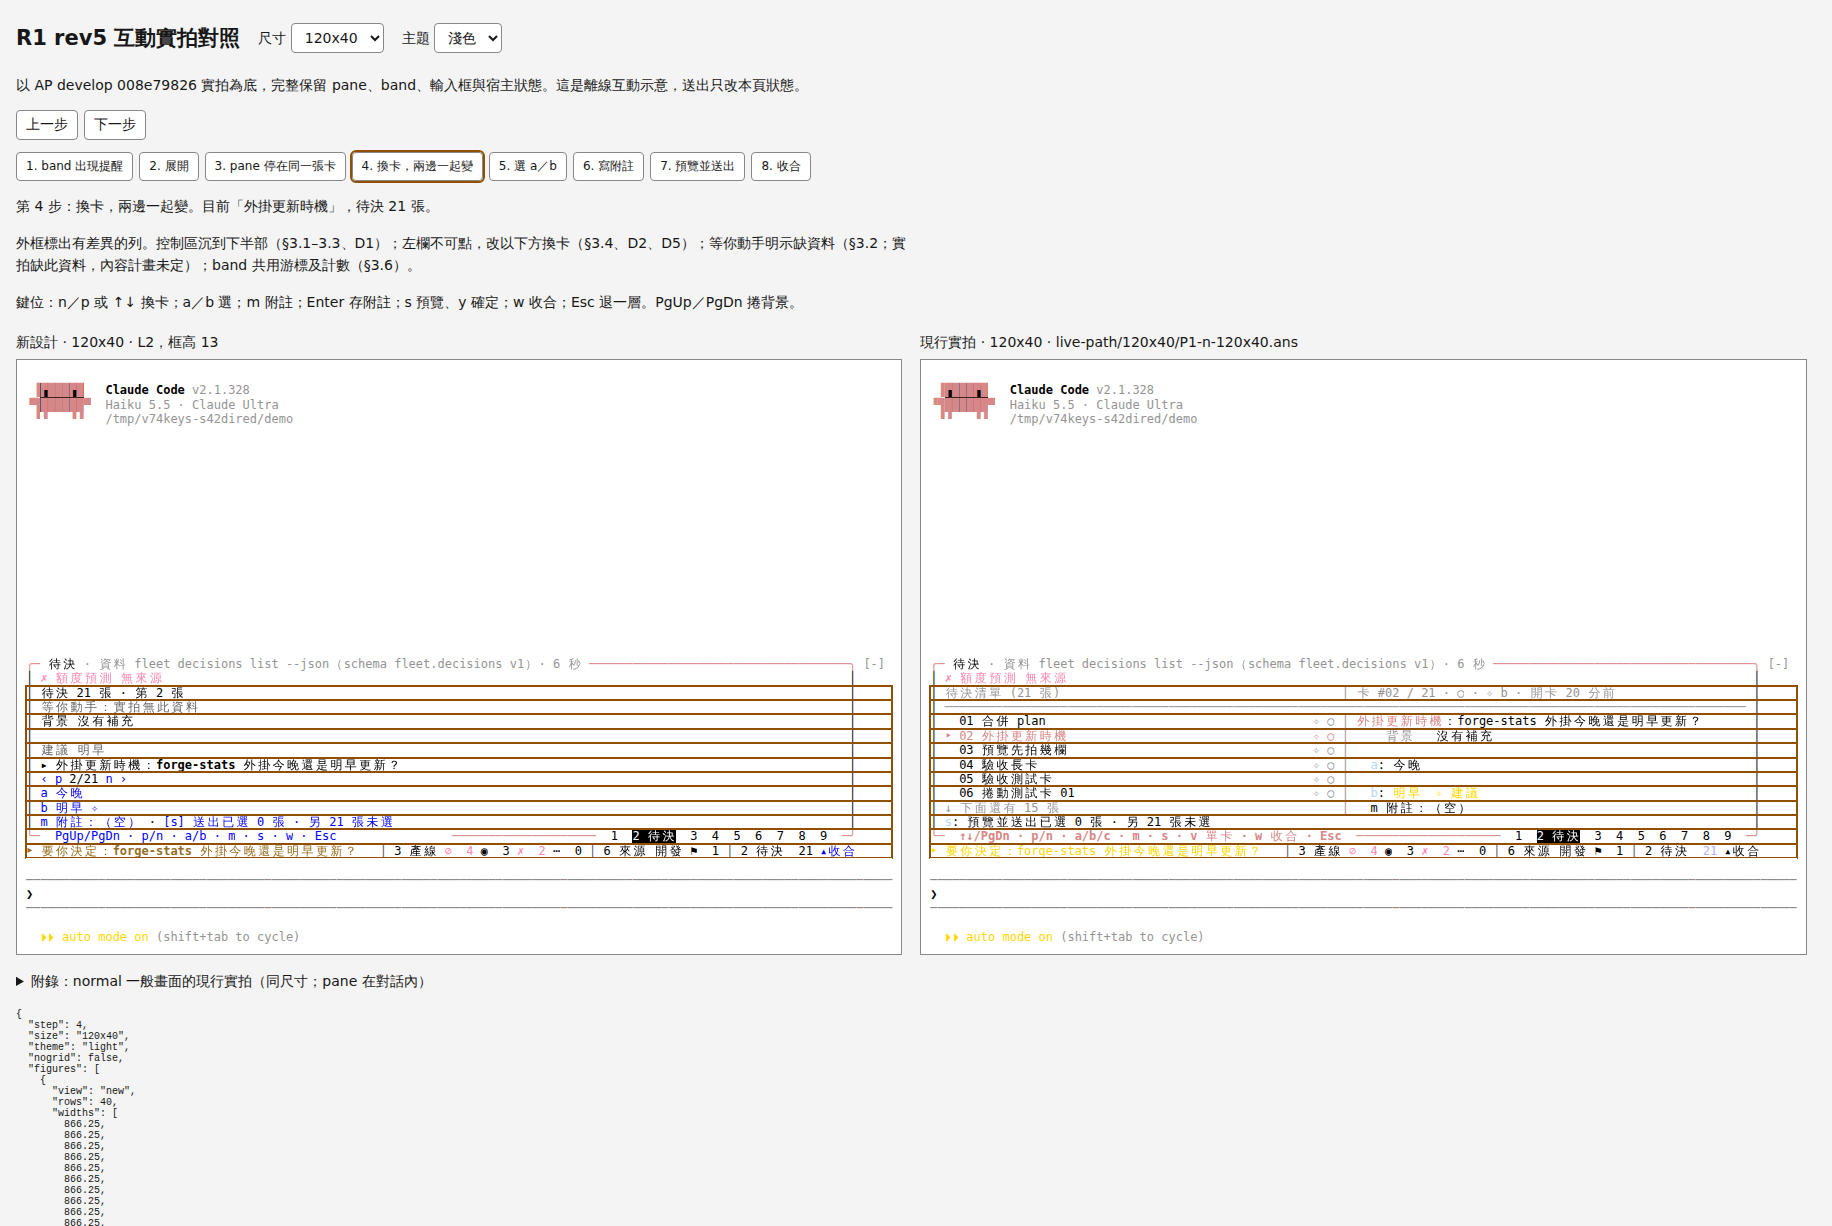 R1 rev5 互動實拍對照 尺寸 120x40 主題 淺色
以 AP develop 008e79826 實拍為底，完整保留 pane、band、輸入框與宿主狀態。這是離線互動示意，送出只改本頁狀態。
上一步 下一步
1. band 出現提醒 2. 展開 3. pane 停在同一張卡 4. 換卡，兩邊一起變 5. 選 a／b 6. 寫附註 7. 預覽並送出 8. 收合
第 4 步：換卡，兩邊一起變。目前「外掛更新時機」，待決 21 張。
外框標出有差異的列。控制區沉到下半部（§3.1–3.3、D1）；左欄不可點，改以下方換卡（§3.4、D2、D5）；等你動手明示缺資料（§3.2；實
拍缺此資料，內容計畫未定）；band 共用游標及計數（§3.6）。
鍵位：n／p 或 ↑↓ 換卡；a／b 選；m 附註；Enter 存附註；s 預覽、y 確定；w 收合；Esc 退一層。PgUp／PgDn 捲背景。
新設計 · 120x40 · L2，框高 13
Claude Code v2.1.328
Haiku 5.5 · Claude Ultra
/tmp/v74keys-s42dired/demo
待決 · 資料 fleet decisions list --json（schema fleet.decisions v1）· 6 秒 [-]
✗ 額度預測 無來源
待決 21 張 · 第 2 張
等你動手：實拍無此資料
背景 沒有補充
建議 明早
▸ 外掛更新時機：forge-stats 外掛今晚還是明早更新？
‹ p 2/21 n ›
a 今晚
b 明早 ✧
m 附註：（空） · [s] 送出已選 0 張 · 另 21 張未選
PgUp/PgDn · p/n · a/b · m · s · w · Esc 1 2 待決 3 4 5 6 7 8 9
▸ 要你決定：forge-stats 外掛今晚還是明早更新？ | 3 產線 ⊘ 4 ◉ 3 ✗ 2 ⋯ 0 | 6 來源 開發 ⚑ 1 | 2 待決 21 ▴收合
❯
⏵⏵ auto mode on (shift+tab to cycle)
現行實拍 · 120x40 · live-path/120x40/P1-n-120x40.ans
Claude Code v2.1.328
Haiku 5.5 · Claude Ultra
/tmp/v74keys-s42dired/demo
待決 · 資料 fleet decisions list --json（schema fleet.decisions v1）· 6 秒 [-]
✗ 額度預測 無來源
待決清單 (21 張) | 卡 #02 / 21 · ○ · ✧ b · 開卡 20 分前
01 合併 plan ✧ ○ | 外掛更新時機：forge-stats 外掛今晚還是明早更新？
▸ 02 外掛更新時機 ✧ ○ | 背景 沒有補充
03 預覽先拍幾欄 ✧ ○ |
04 驗收長卡 ✧ ○ | a: 今晚
05 驗收測試卡 ✧ ○ |
06 捲動測試卡 01 ✧ ○ | b: 明早 ✧ 建議
↓ 下面還有 15 張 | m 附註：（空）
s: 預覽並送出已選 0 張 · 另 21 張未選
↑↓/PgDn · p/n · a/b/c · m · s · v 單卡 · w 收合 · Esc 1 2 待決 3 4 5 6 7 8 9
▸ 要你決定：forge-stats 外掛今晚還是明早更新？ | 3 產線 ⊘ 4 ◉ 3 ✗ 2 ⋯ 0 | 6 來源 開發 ⚑ 1 | 2 待決 21 ▴收合
❯
⏵⏵ auto mode on (shift+tab to cycle)
▶ 附錄：normal 一般畫面的現行實拍（同尺寸；pane 在對話內）
{
"step": 4,
"size": "120x40",
"theme": "light",
"nogrid": false,
"figures": [
{
"view": "new",
"rows": 40,
"widths": [
866.25,
866.25,
866.25,
866.25,
866.25,
866.25,
866.25,
866.25,
866.25,
866.25,